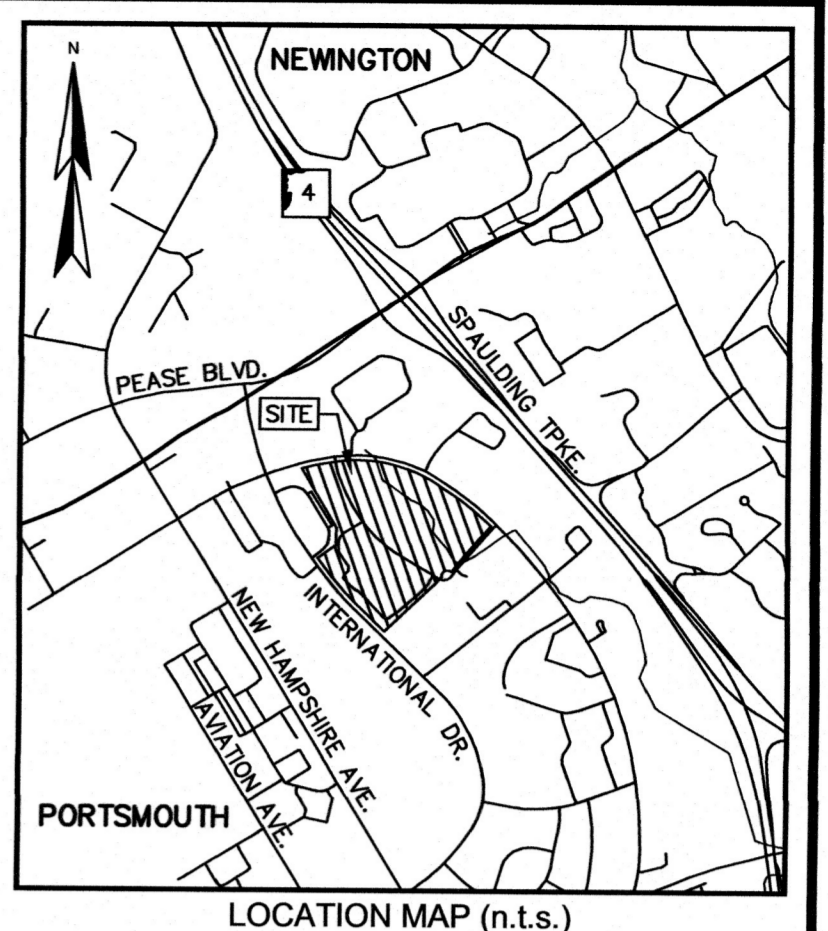 N
NEWINGTON
4
SPAULDING TPKE.
PEASE BLVD.
SITE
INTERNATIONAL DR.
NEW HAMPSHIRE AVE.
AVIATION AVE.
PORTSMOUTH
LOCATION MAP (n.t.s.)